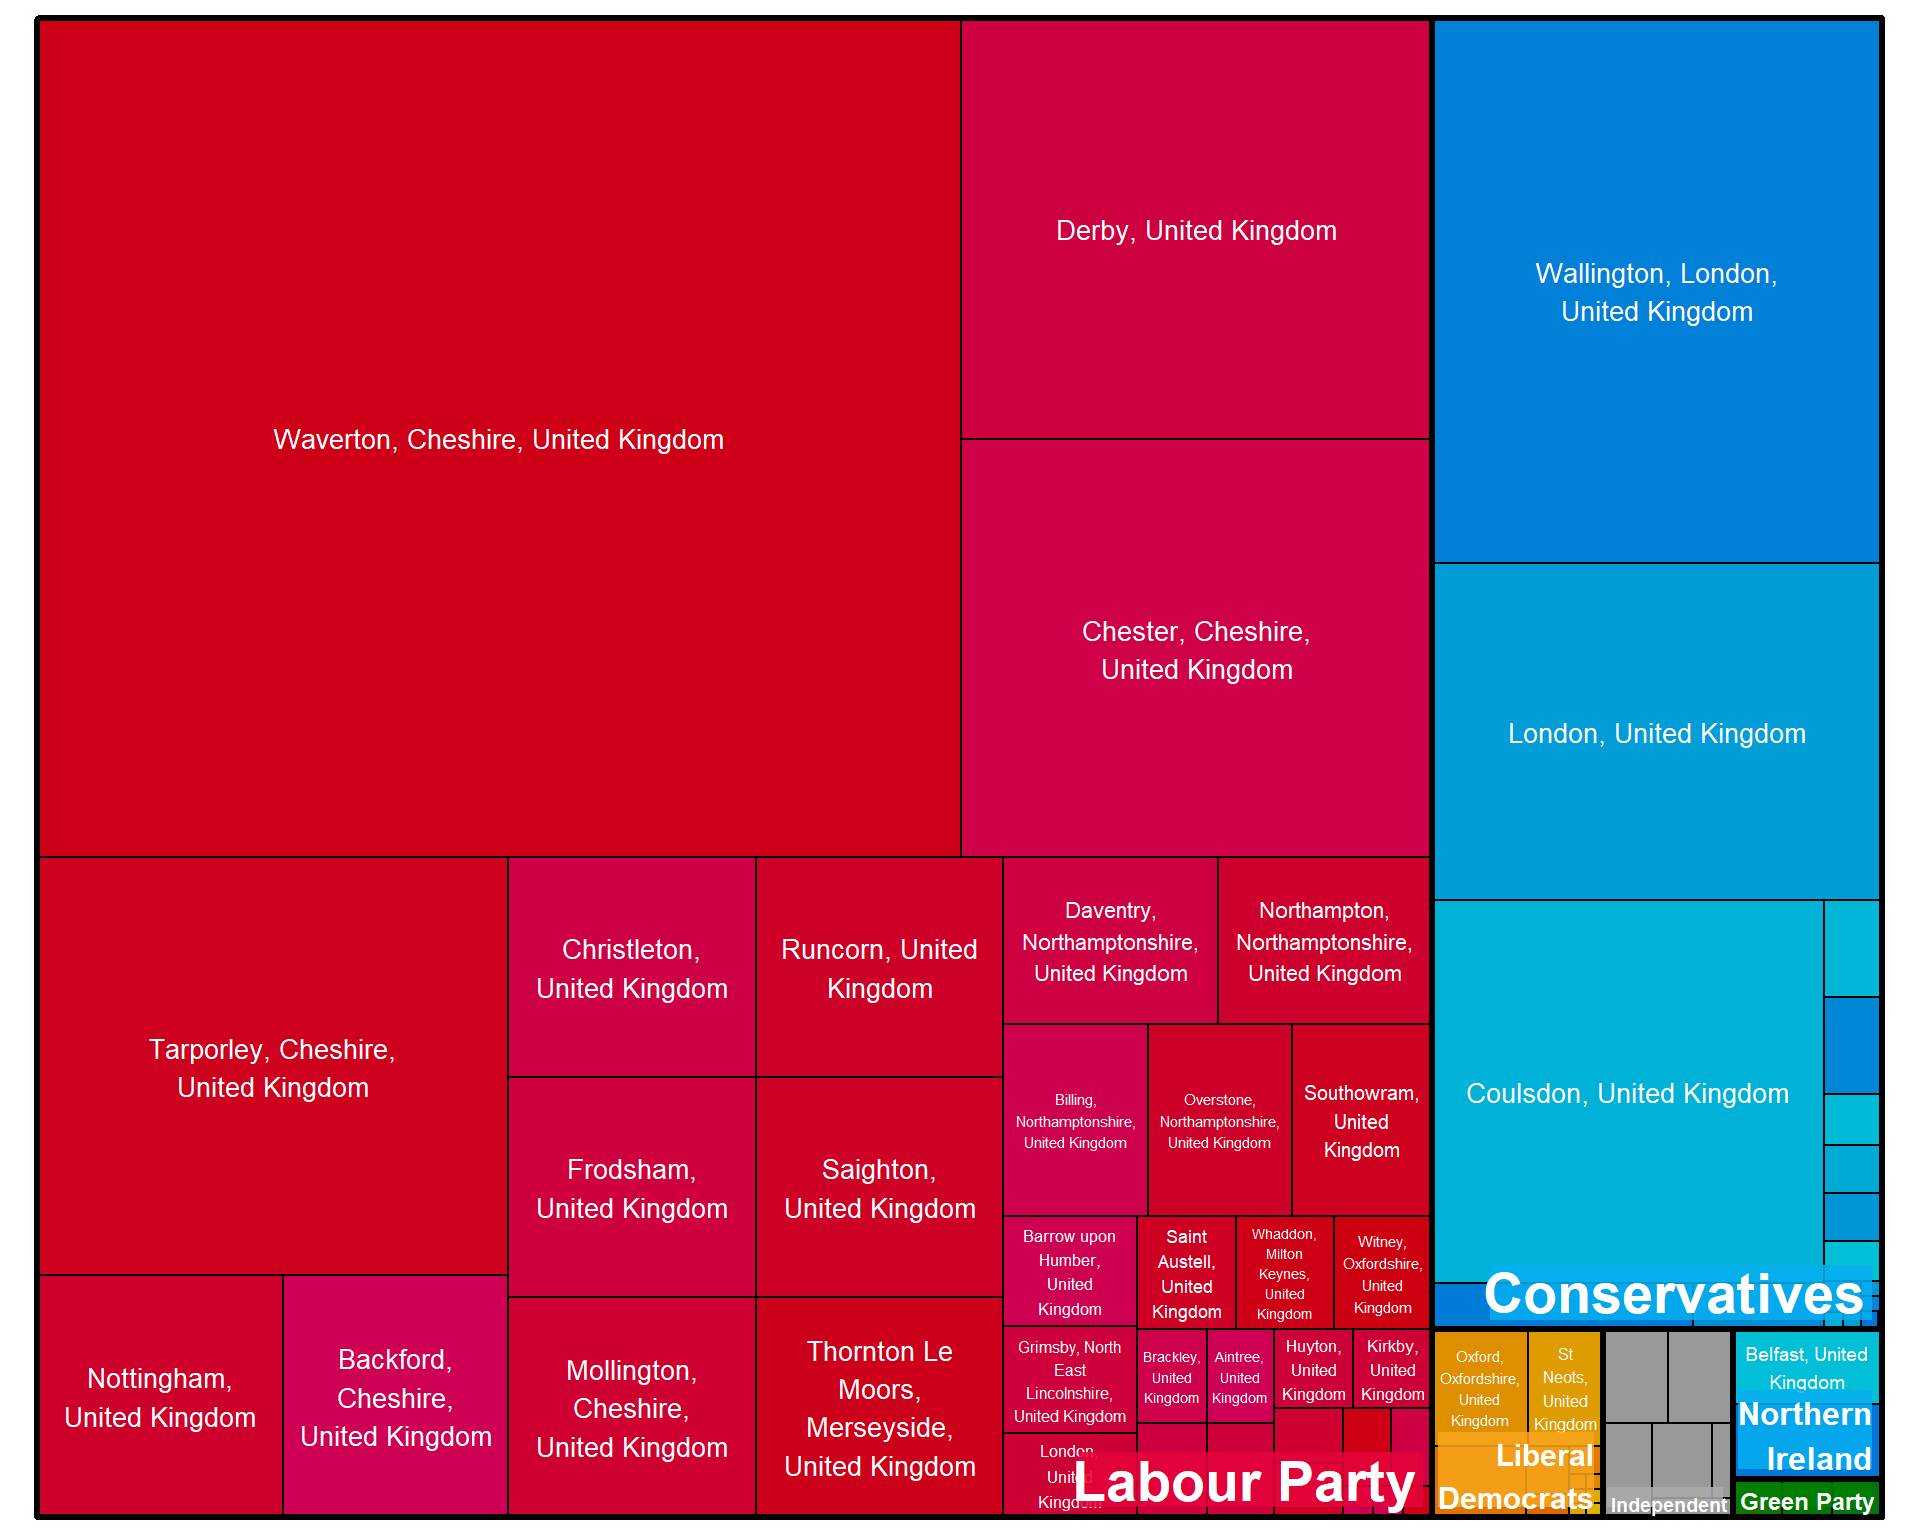 Waverton, Cheshire, United Kingdom
Derby, United Kingdom
Chester, Cheshire,
United Kingdom
Tarporley, Cheshire,
United Kingdom
Nottingham,
United Kingdom
Backford,
Cheshire,
United Kingdom
Christleton,
United Kingdom
Runcorn, United
Kingdom
Frodsham,
United Kingdom
Saighton,
United Kingdom
Mollington,
Cheshire,
United Kingdom
Thornton Le
Moors,
Merseyside,
United Kingdom
Daventry,
Northamptonshire,
United Kingdom
Northampton,
Northamptonshire,
United Kingdom
Billing,
Northamptonshire,
United Kingdom
Overstone,
Northamptonshire,
United Kingdom
Southowram,
United
Kingdom
Barrow upon
Humber,
United
Kingdom
Saint
Austell,
United
Kingdom
Whaddon,
Milton
Keynes,
United
Kingdom
Witney,
Oxfordshire,
United
Kingdom
Grimsby, North
East
Lincolnshire,
United Kingdom
Brackley,
United
Kingdom
Aintree,
United
Kingdom
Huyton,
United
Kingdom
Kirkby,
United
Kingdom
London,
United
Kingdom
Labour Party
Wallington, London,
United Kingdom
London, United Kingdom
Coulsdon, United Kingdom
Conservatives
Oxford,
Oxfordshire,
United
Kingdom
St
Neots,
United
Kingdom
Liberal
Democrats
Independent
Belfast, United
Kingdom
Northern
Ireland
Green Party